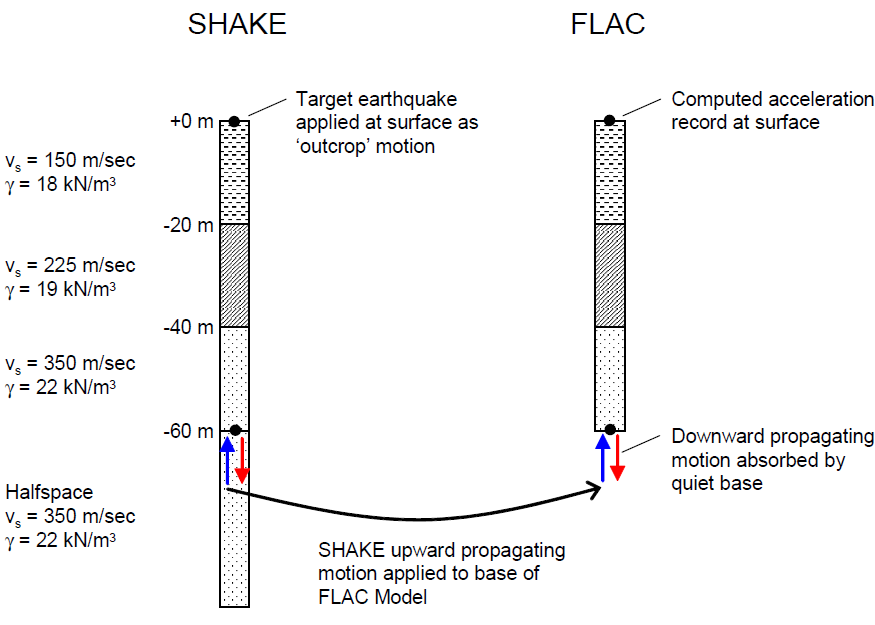 SHAKE
FLAC
Target earthquake
applied at surface as
‘outcrop’ motion
Computed acceleration
record at surface
+0 m
vs = 150 m/sec
γ = 18 kN/m³
-20 m
vs = 225 m/sec
γ = 19 kN/m³
-40 m
vs = 350 m/sec
γ = 22 kN/m³
-60 m
Downward propagating
motion absorbed by
quiet base
Halfspace
vs = 350 m/sec
γ = 22 kN/m³
SHAKE upward propagating
motion applied to base of
FLAC Model